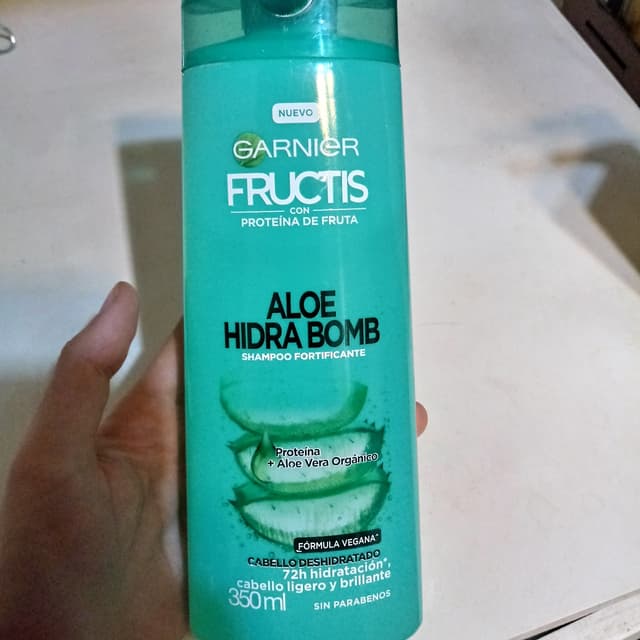 NUEVO
GARNIER
FRUCTIS
CON
PROTEÍNA DE FRUTA
ALOE
HIDRA BOMB
SHAMPOO FORTIFICANTE
Proteína
+ Aloe Vera Orgánico
FÓRMULA VEGANA^
CABELLO DESHIDRATADO
72h hidratación*,
cabello ligero y brillante
350ml
SIN PARABENOS